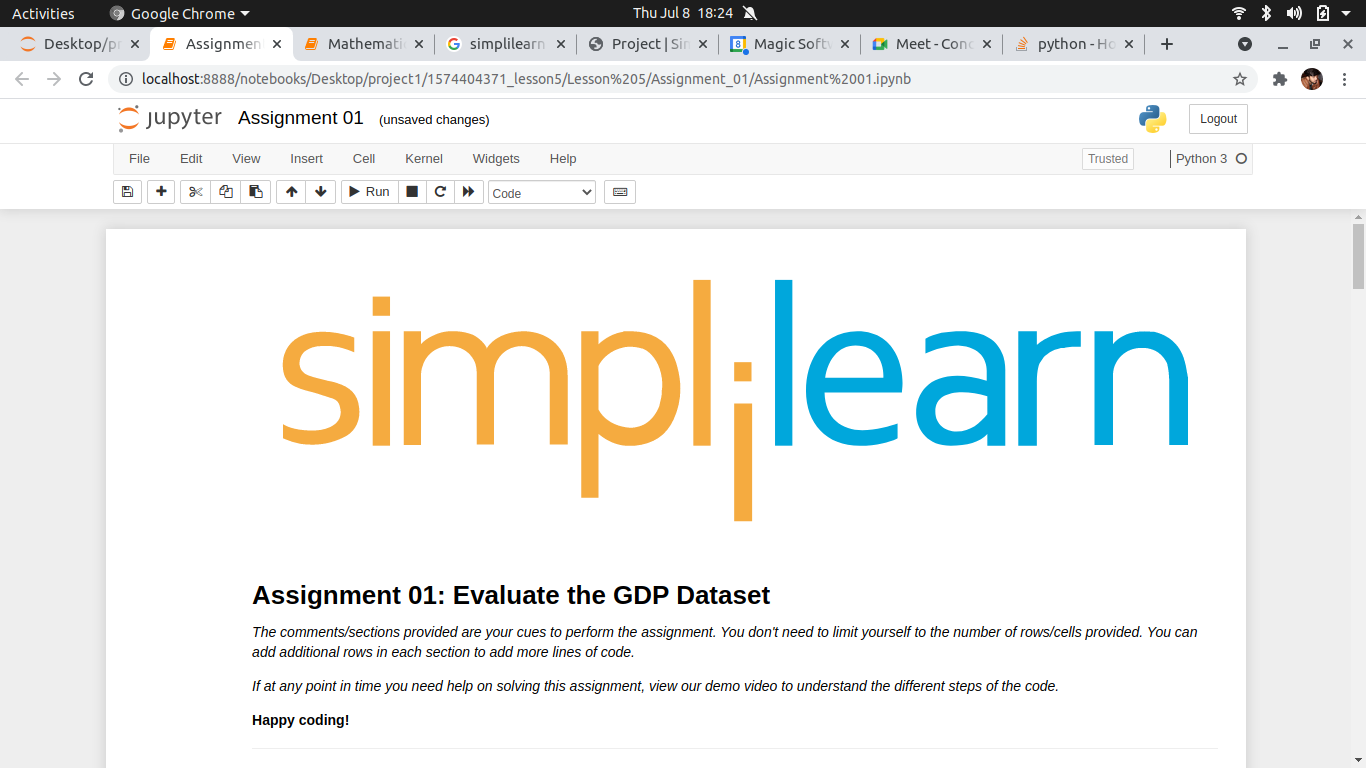 Activities Google Chrome Thu Jul 8 18:24
Desktop/pr Assignmen Mathematic simplilearn Project | Sim Magic Softw Meet - Conc python - Ho
localhost:8888/notebooks/Desktop/project1/1574404371_lesson5/Lesson%205/Assignment_01/Assignment%2001.ipynb
jupyter Assignment 01 (unsaved changes) Logout
File Edit View Insert Cell Kernel Widgets Help Trusted Python 3
Run Code
simplilearn
Assignment 01: Evaluate the GDP Dataset
The comments/sections provided are your cues to perform the assignment. You don't need to limit yourself to the number of rows/cells provided. You can
add additional rows in each section to add more lines of code.
If at any point in time you need help on solving this assignment, view our demo video to understand the different steps of the code.
Happy coding!